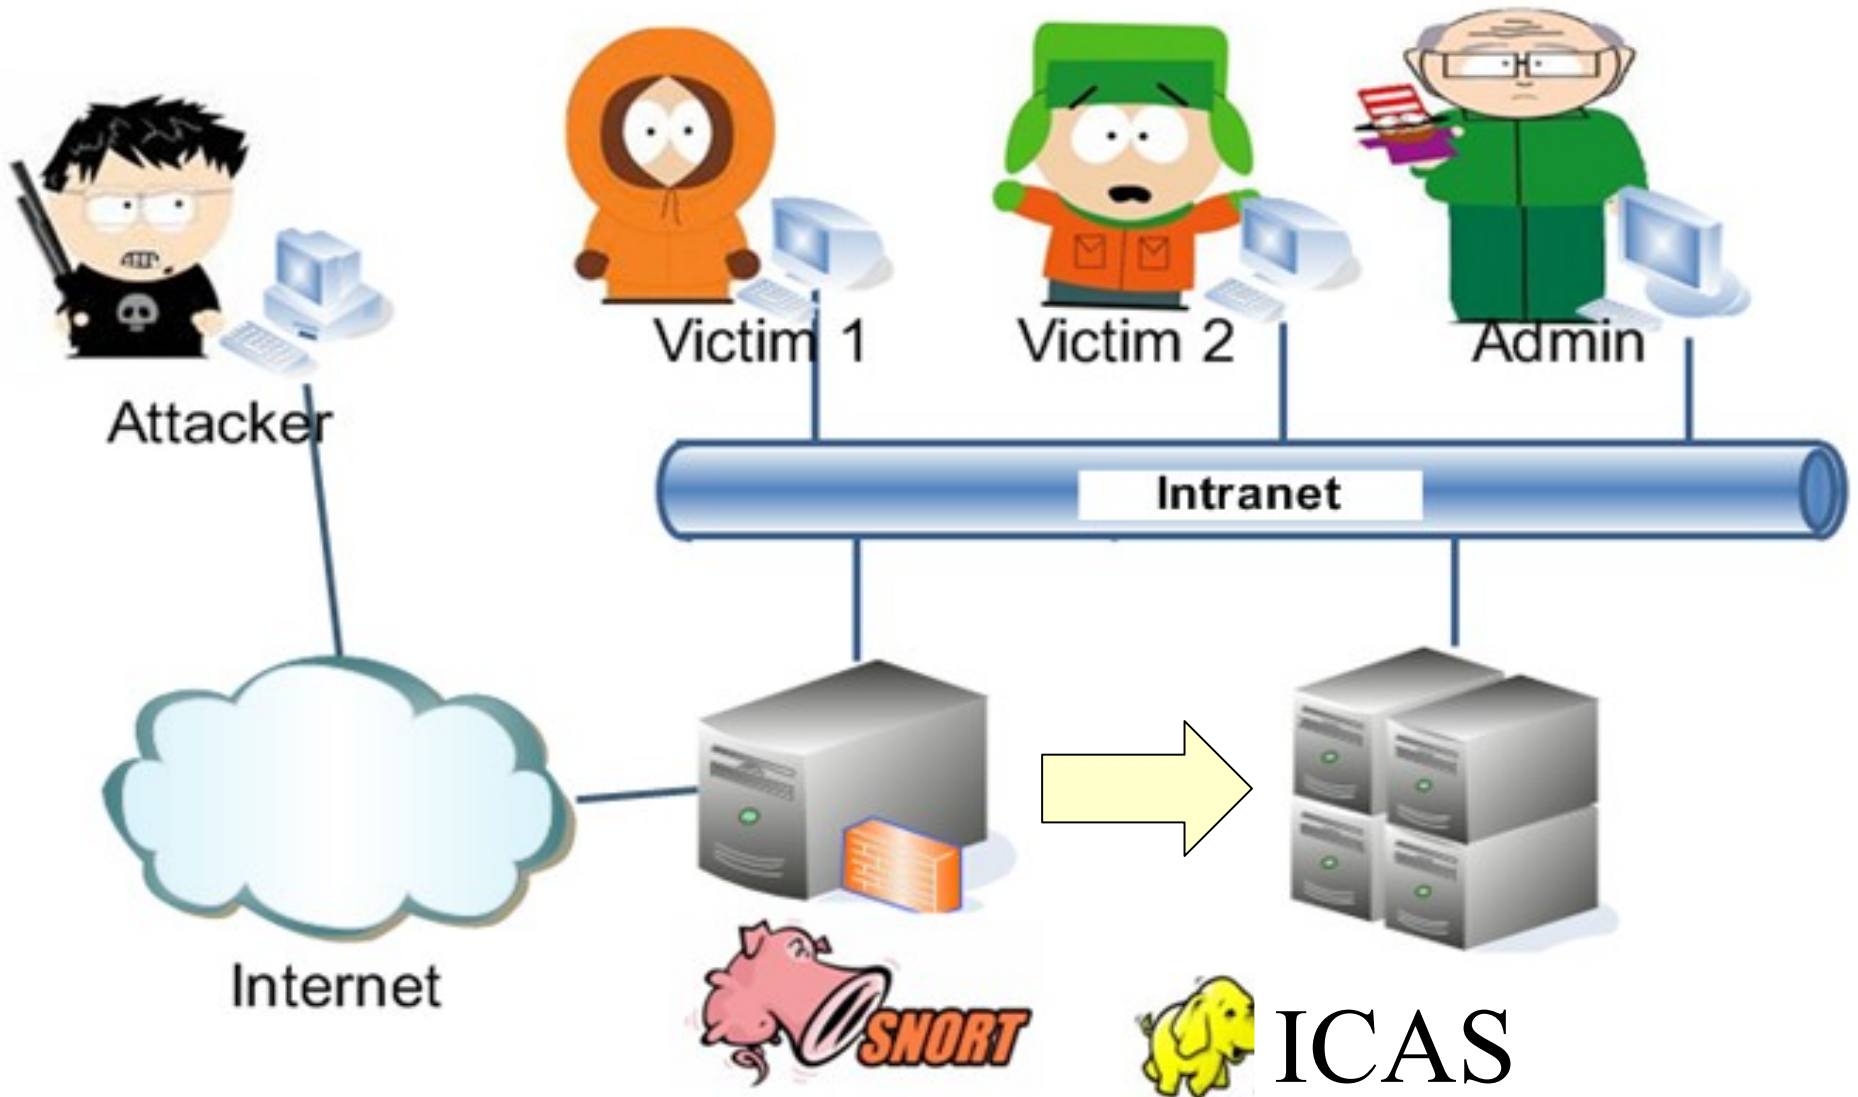 Victim 1
Victim 2
Admin
Attacker
Intranet
Internet
SNORT
ICAS